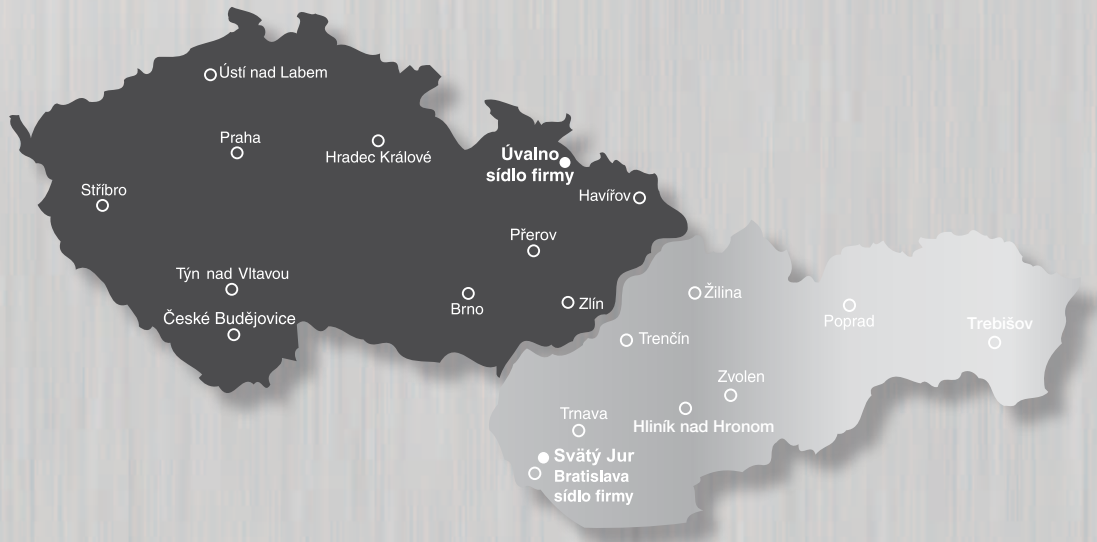 Ústí nad Labem
Praha
Hradec Králové
Úvalno
sídlo firmy
Stříbro
Havířov
Přerov
Týn nad Vltavou
České Budějovice
Brno
Zlín
Žilina
Trenčín
Poprad
Trebišov
Zvolen
Trnava
Hliník nad Hronom
Svätý Jur
Bratislava
sídlo firmy